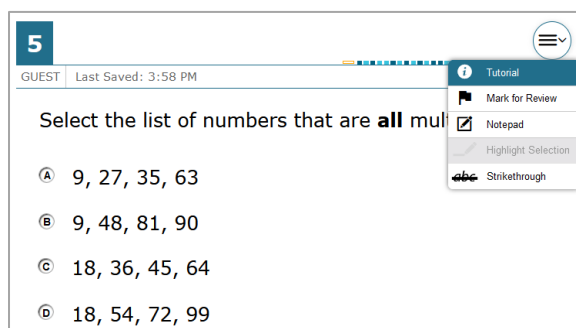 5
GUEST Last Saved: 3:58 PM
Tutorial
Mark for Review
Notepad
Highlight Selection
abc Strikethrough
Select the list of numbers that are all mul
A 9, 27, 35, 63
B 9, 48, 81, 90
C 18, 36, 45, 64
D 18, 54, 72, 99